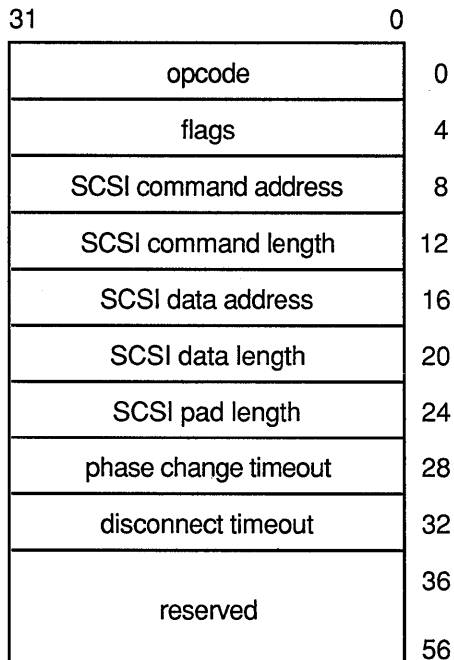 31 0
opcode 0
flags 4
SCSI command address 8
SCSI command length 12
SCSI data address 16
SCSI data length 20
SCSI pad length 24
phase change timeout 28
disconnect timeout 32
36
reserved
56